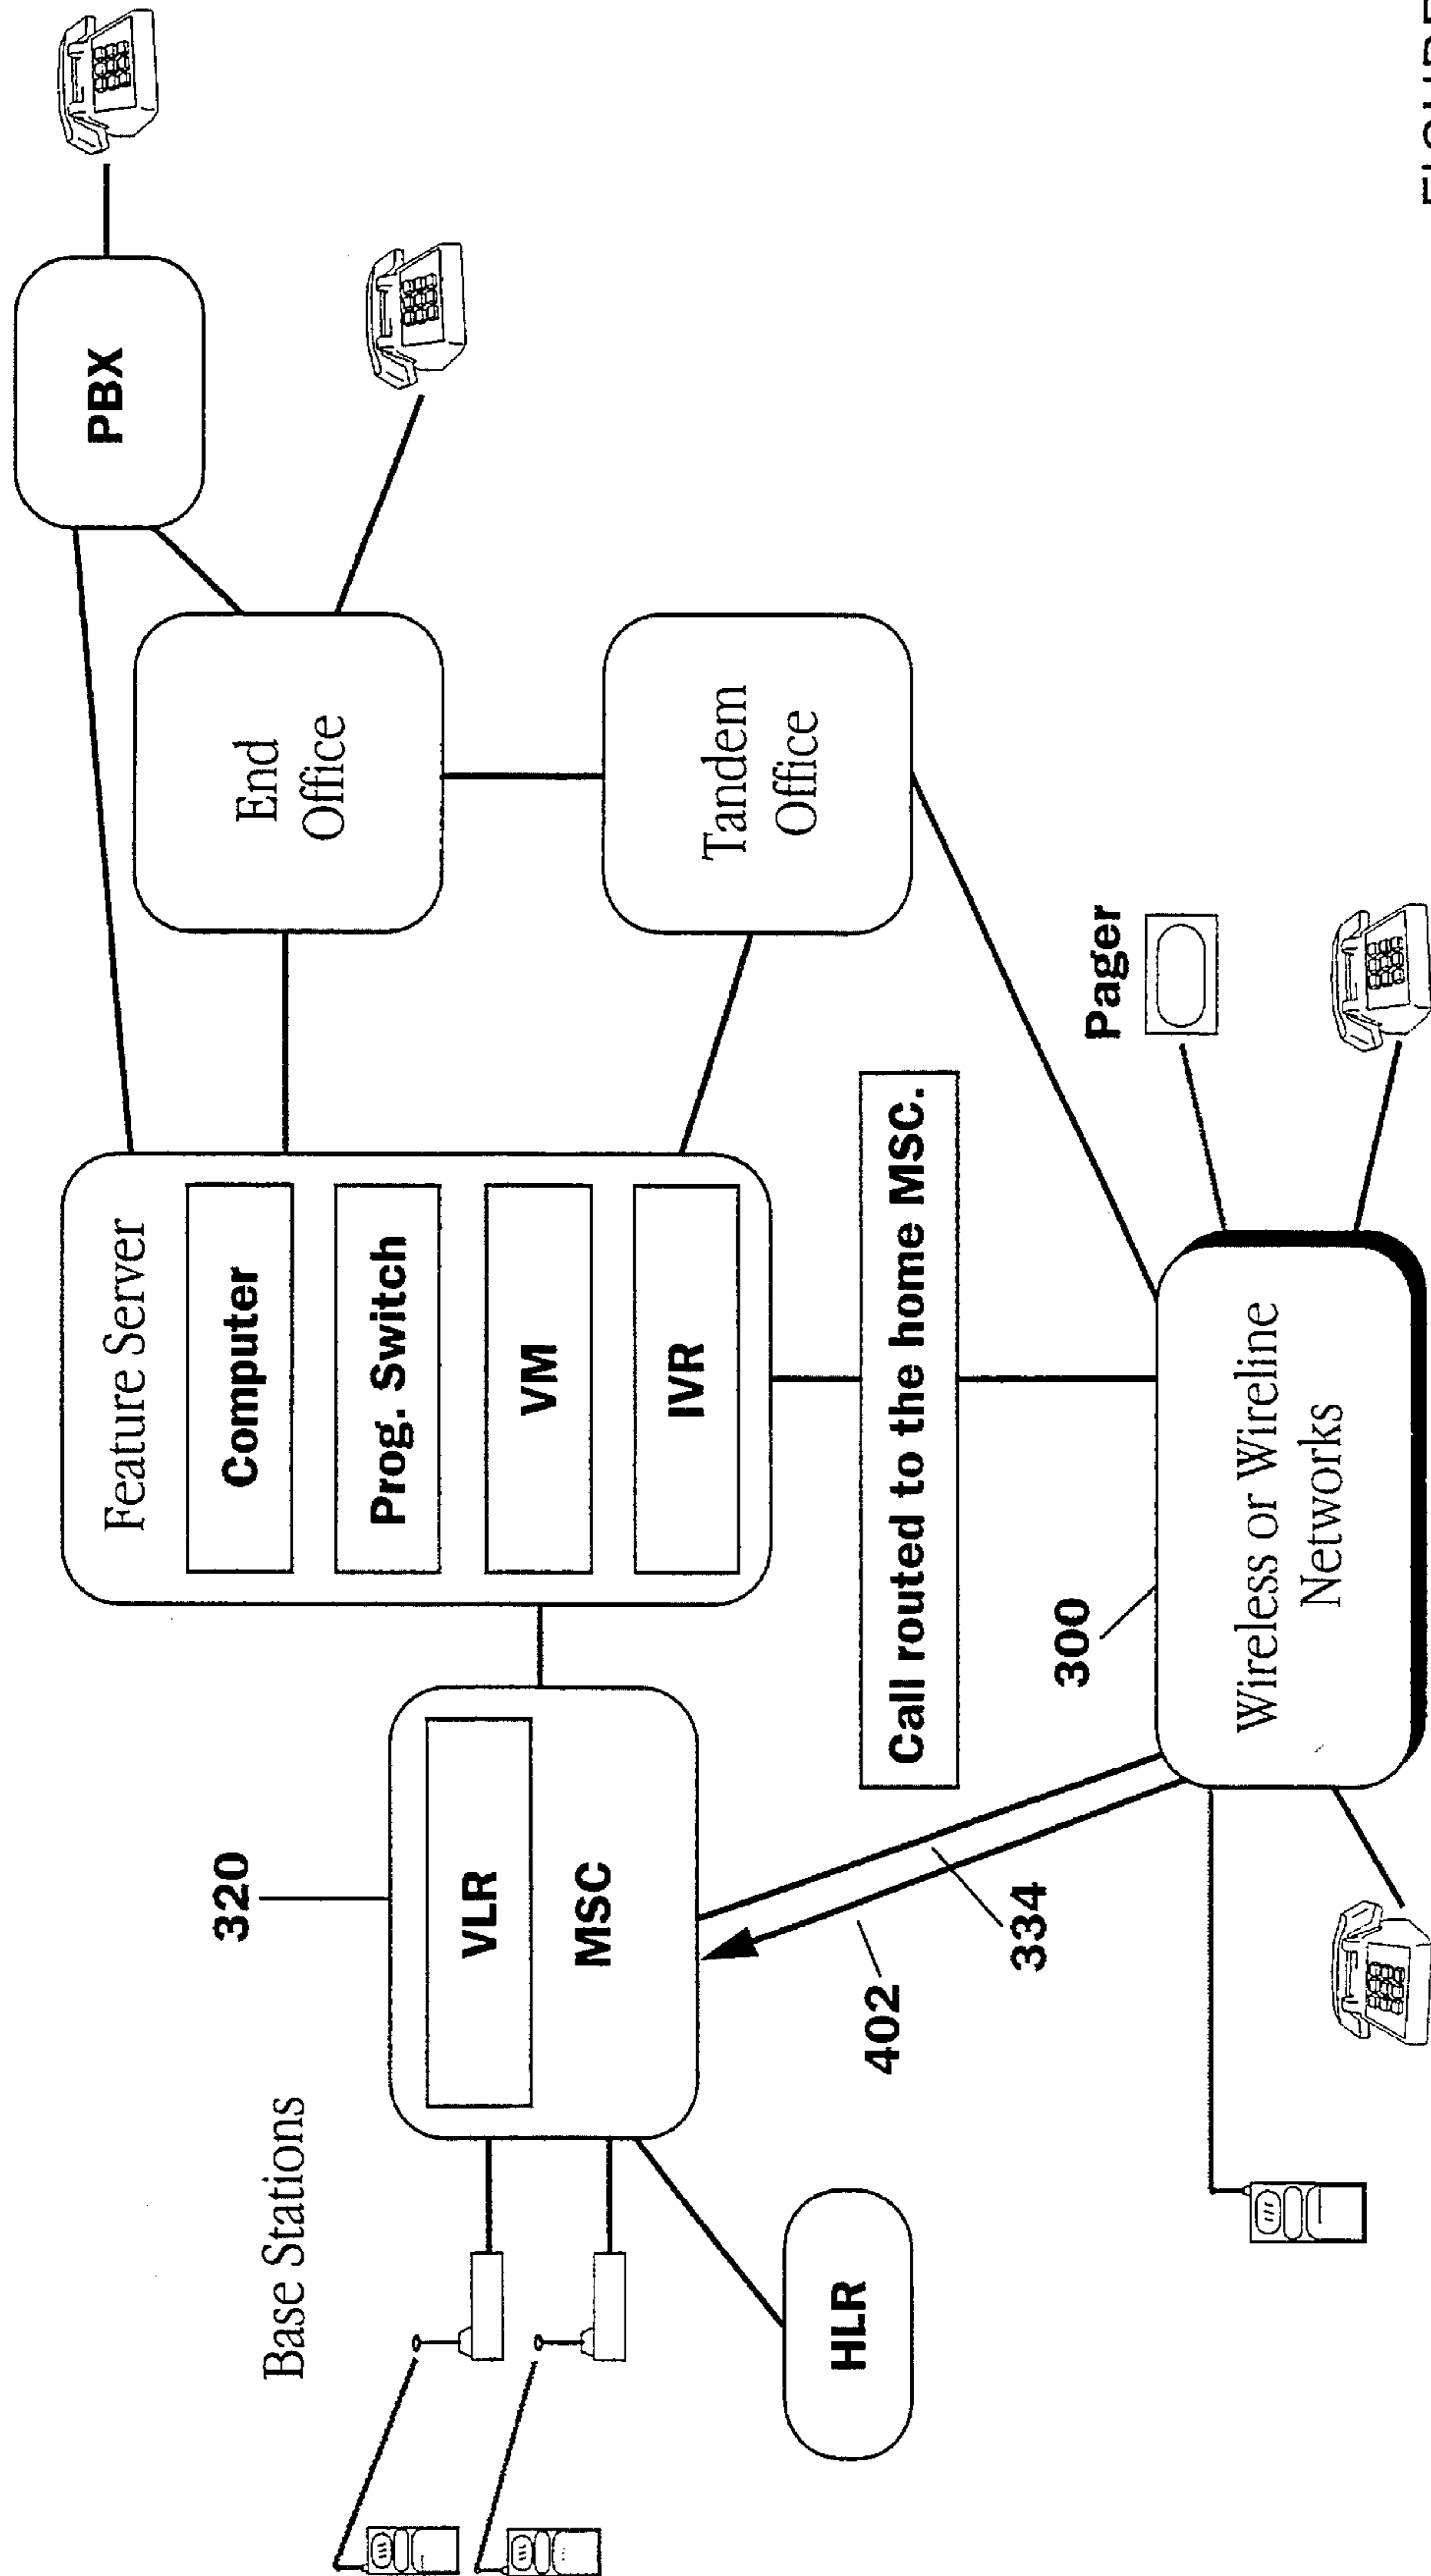 Base Stations
320
VLR
MSC
HLR
402
334
Feature Server
Computer
Prog. Switch
VM
IVR
Call routed to the home MSC.
300
Wireless or Wireline
Networks
End
Office
Tandem
Office
Pager
PBX